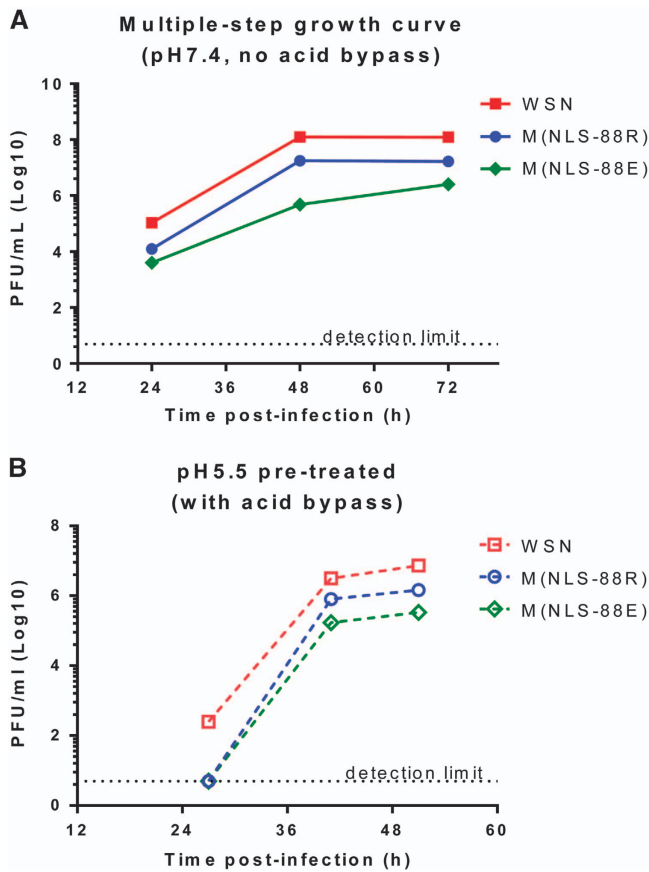 A
Multiple-step growth curve
(pH7.4, no acid bypass)
PFU/mL (Log10)
10
8
6
4
2
0
WSN
M(NLS-88R)
M(NLS-88E)
detection limit
12 24 36 48 60 72
Time post-infection (h)
B
pH5.5 pre-treated
(with acid bypass)
PFU/ml (Log10)
8
6
4
2
0
WSN
M(NLS-88R)
M(NLS-88E)
detection limit
12 24 36 48 60
Time post-infection (h)